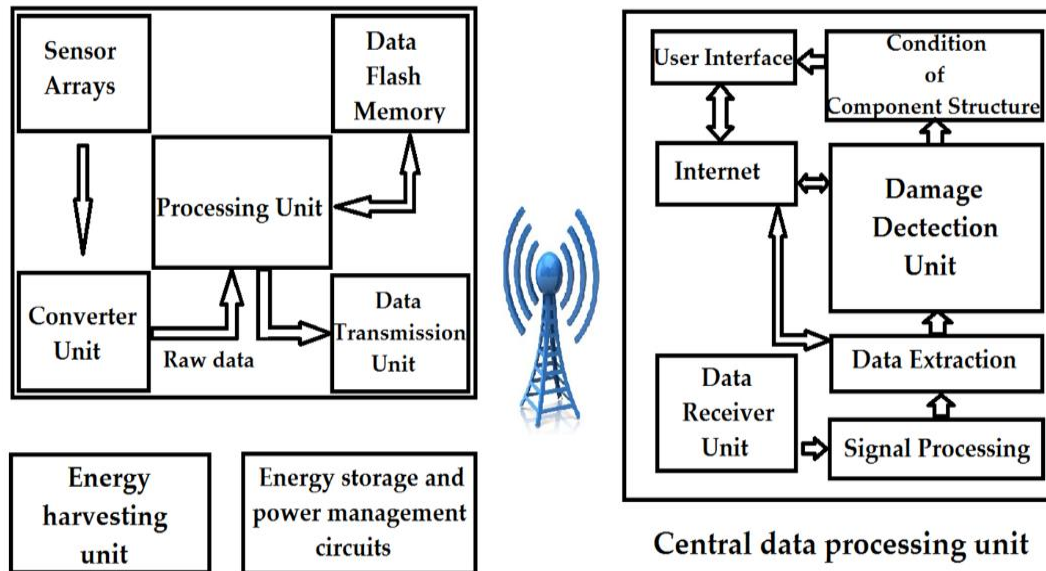 Sensor
Arrays
Data
Flash
Memory
Processing Unit
Converter
Unit
Raw data
Data
Transmission
Unit
Energy
harvesting
unit
Energy storage and
power management
circuits
User Interface
Condition
of
Component Structure
Internet
Damage
Dectection
Unit
Data Extraction
Data
Receiver
Unit
Signal Processing
Central data processing unit